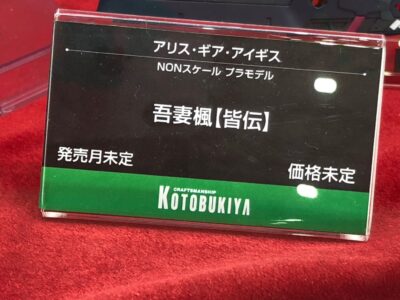 アリス・ギア・アイギス
NONスケール プラモデル
吾妻楓【皆伝】
発売月未定
価格未定
CRAFTSMANSHIP
KOTOBUKIYA